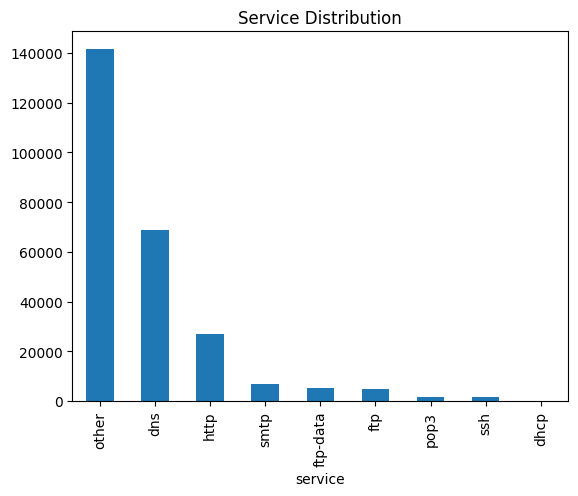 Service Distribution
140000
120000
100000
80000
60000
40000
20000
0
other
dns
http
smtp
ftp-data
ftp
pop3
ssh
dhcp
service